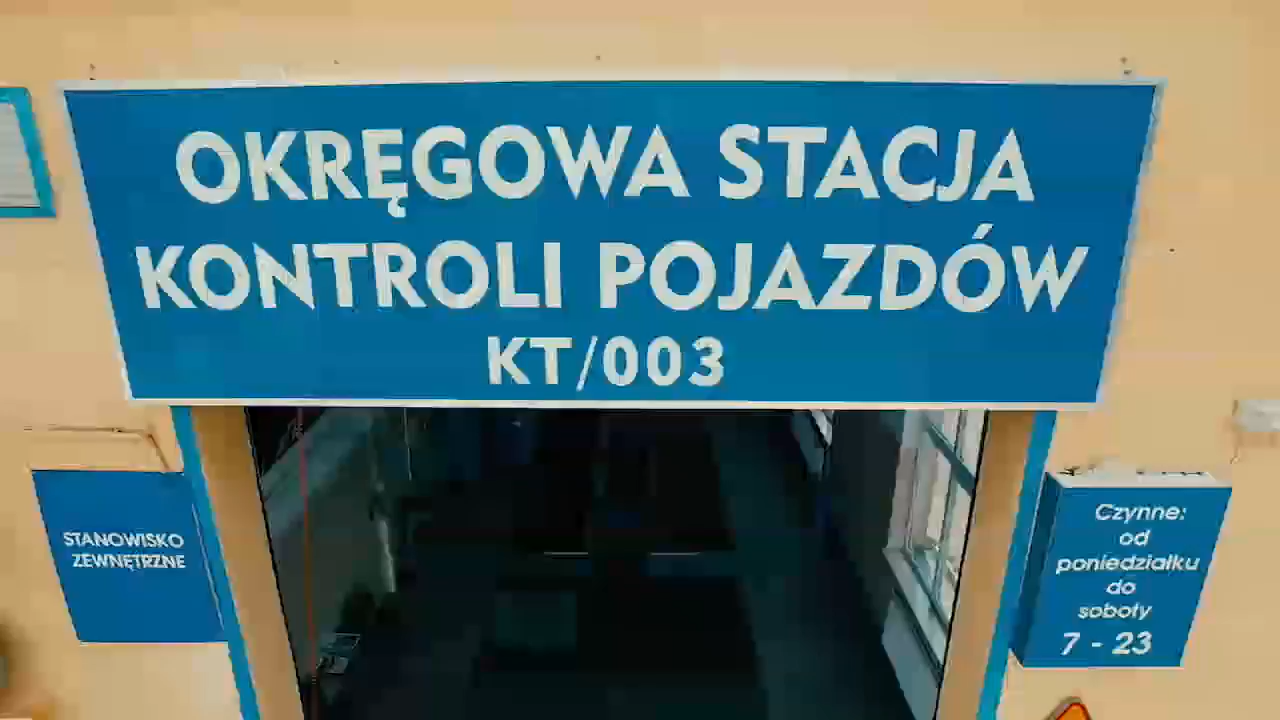 OKRĘGOWA STACJA
KONTROLI POJAZDÓW
KT/003
STANOWISKO
ZEWNĘTRZNE
Czynne:
od
poniedziałku
do
soboty
7 - 23